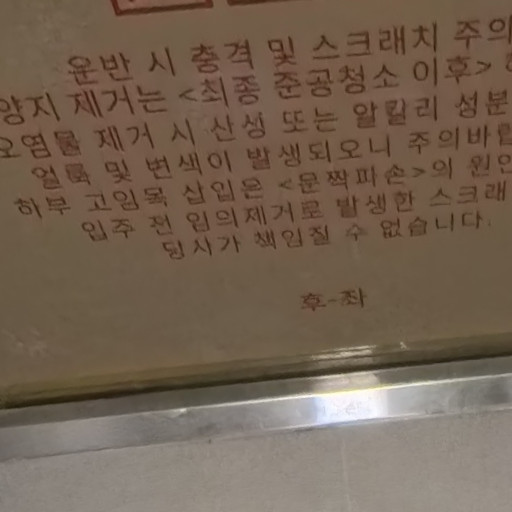 운반 시 충격 및 스크래치 주의
양지 제거는 <최종 준공청소 이후>
오염물 제거 시 산성 또는 알칼리 성분
얼룩 및 변색이 발생되오니 주의바랍
하부 고임목 삽입은 <문짝파손>의 원인
입주 전 임의제거로 발생한 스크래
당사가 책임질 수 없습니다.
후-좌